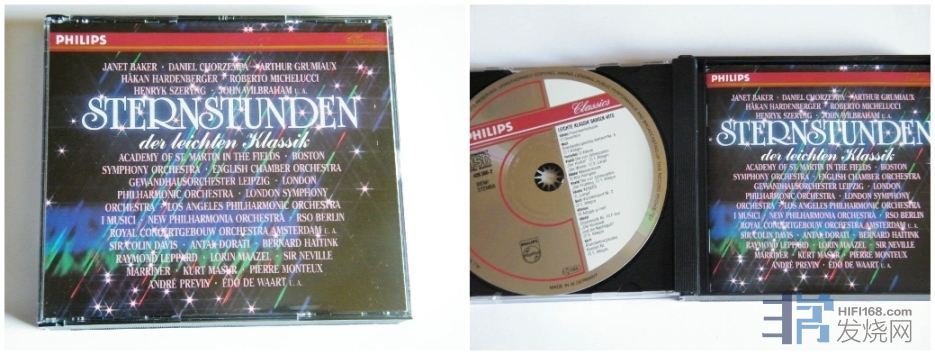 PHILIPS
Classics
JANET BAKER · DANIEL CHORZEMPA · ARTHUR GRUMIAUX
HÅKAN HARDENBERGER · ROBERTO MICHELUCCI
HENRYK SZERYNG · JOHN WILBRAHAM U. A.
STERNSTUNDEN
der leichten Klassik
ACADEMY OF ST. MARTIN IN THE FIELDS · BOSTON
SYMPHONY ORCHESTRA · ENGLISH CHAMBER ORCHESTRA
GEWANDHAUSORCHESTER LEIPZIG · LONDON
PHILHARMONIC ORCHESTRA · LONDON SYMPHONY
ORCHESTRA · LOS ANGELES PHILHARMONIC ORCHESTRA
I MUSICI · NEW PHILHARMONIA ORCHESTRA · RSO BERLIN
ROYAL CONCERTGEBOUW ORCHESTRA AMSTERDAM U. A.
SIR COLIN DAVIS · ANTAL DORATI · BERNARD HAITINK
RAYMOND LEPPARD · LORIN MAAZEL · SIR NEVILLE
MARRINER · KURT MASUR · PIERRE MONTEUX
ANDRÉ PREVIN · EDO DE WAART U. A.
PHILIPS
Classics
LEICHTE KLASSIK
STEREO
PHILIPS
MADE IN W. GERMANY
PHILIPS
JANET BAKER · DANIEL CHORZEMPA · ARTHUR GRUMIAUX
HÅKAN HARDENBERGER · ROBERTO MICHELUCCI
HENRYK SZERYNG · JOHN WILBRAHAM U. A.
STERNSTUNDEN
der leichten Klassik
ACADEMY OF ST. MARTIN IN THE FIELDS · BOSTON
SYMPHONY ORCHESTRA · ENGLISH CHAMBER ORCHESTRA
GEWANDHAUSORCHESTER LEIPZIG · LONDON
PHILHARMONIC ORCHESTRA · LONDON SYMPHONY
ORCHESTRA · LOS ANGELES PHILHARMONIC ORCHESTRA
I MUSICI · NEW PHILHARMONIA ORCHESTRA · RSO BERLIN
ROYAL CONCERTGEBOUW ORCHESTRA AMSTERDAM U. A.
SIR COLIN DAVIS · ANTAL DORATI · BERNARD HAITINK
RAYMOND LEPPARD · LORIN MAAZEL · SIR NEVILLE
MARRINER · KURT MASUR · PIERRE MONTEUX
ANDRÉ PREVIN · EDO DE WAART U. A.
HIFI168.com
发烧网